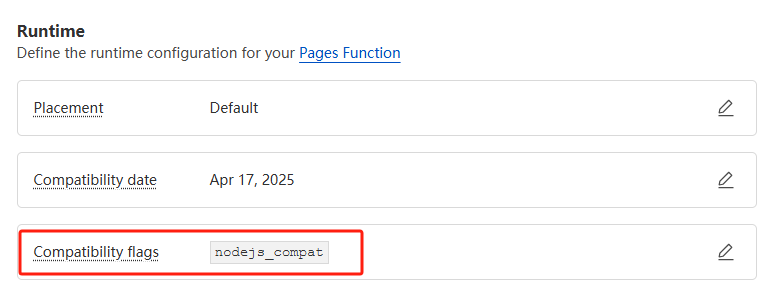 Runtime
Define the runtime configuration for your Pages Function
Placement Default
Compatibility date Apr 17, 2025
Compatibility flags nodejs_compat